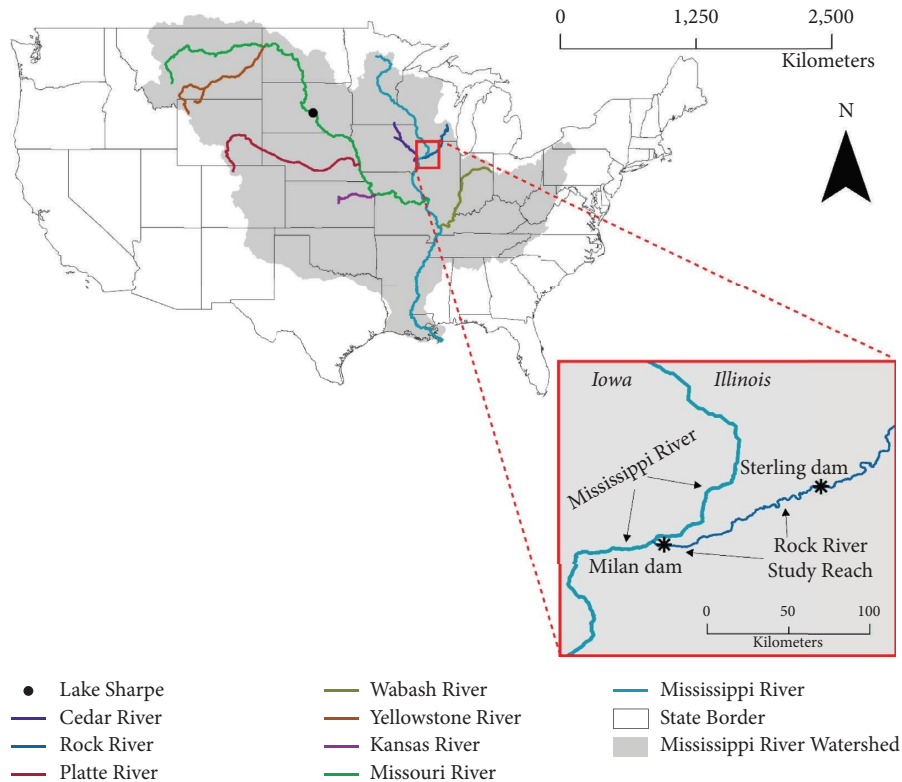 0 1,250 2,500
Kilometers
N
Iowa Illinois
Mississippi River
Sterling dam
Milan dam
Rock River
Study Reach
0 50 100
Kilometers
Lake Sharpe
Cedar River
Rock River
Platte River
Wabash River
Yellowstone River
Kansas River
Missouri River
Mississippi River
State Border
Mississippi River Watershed